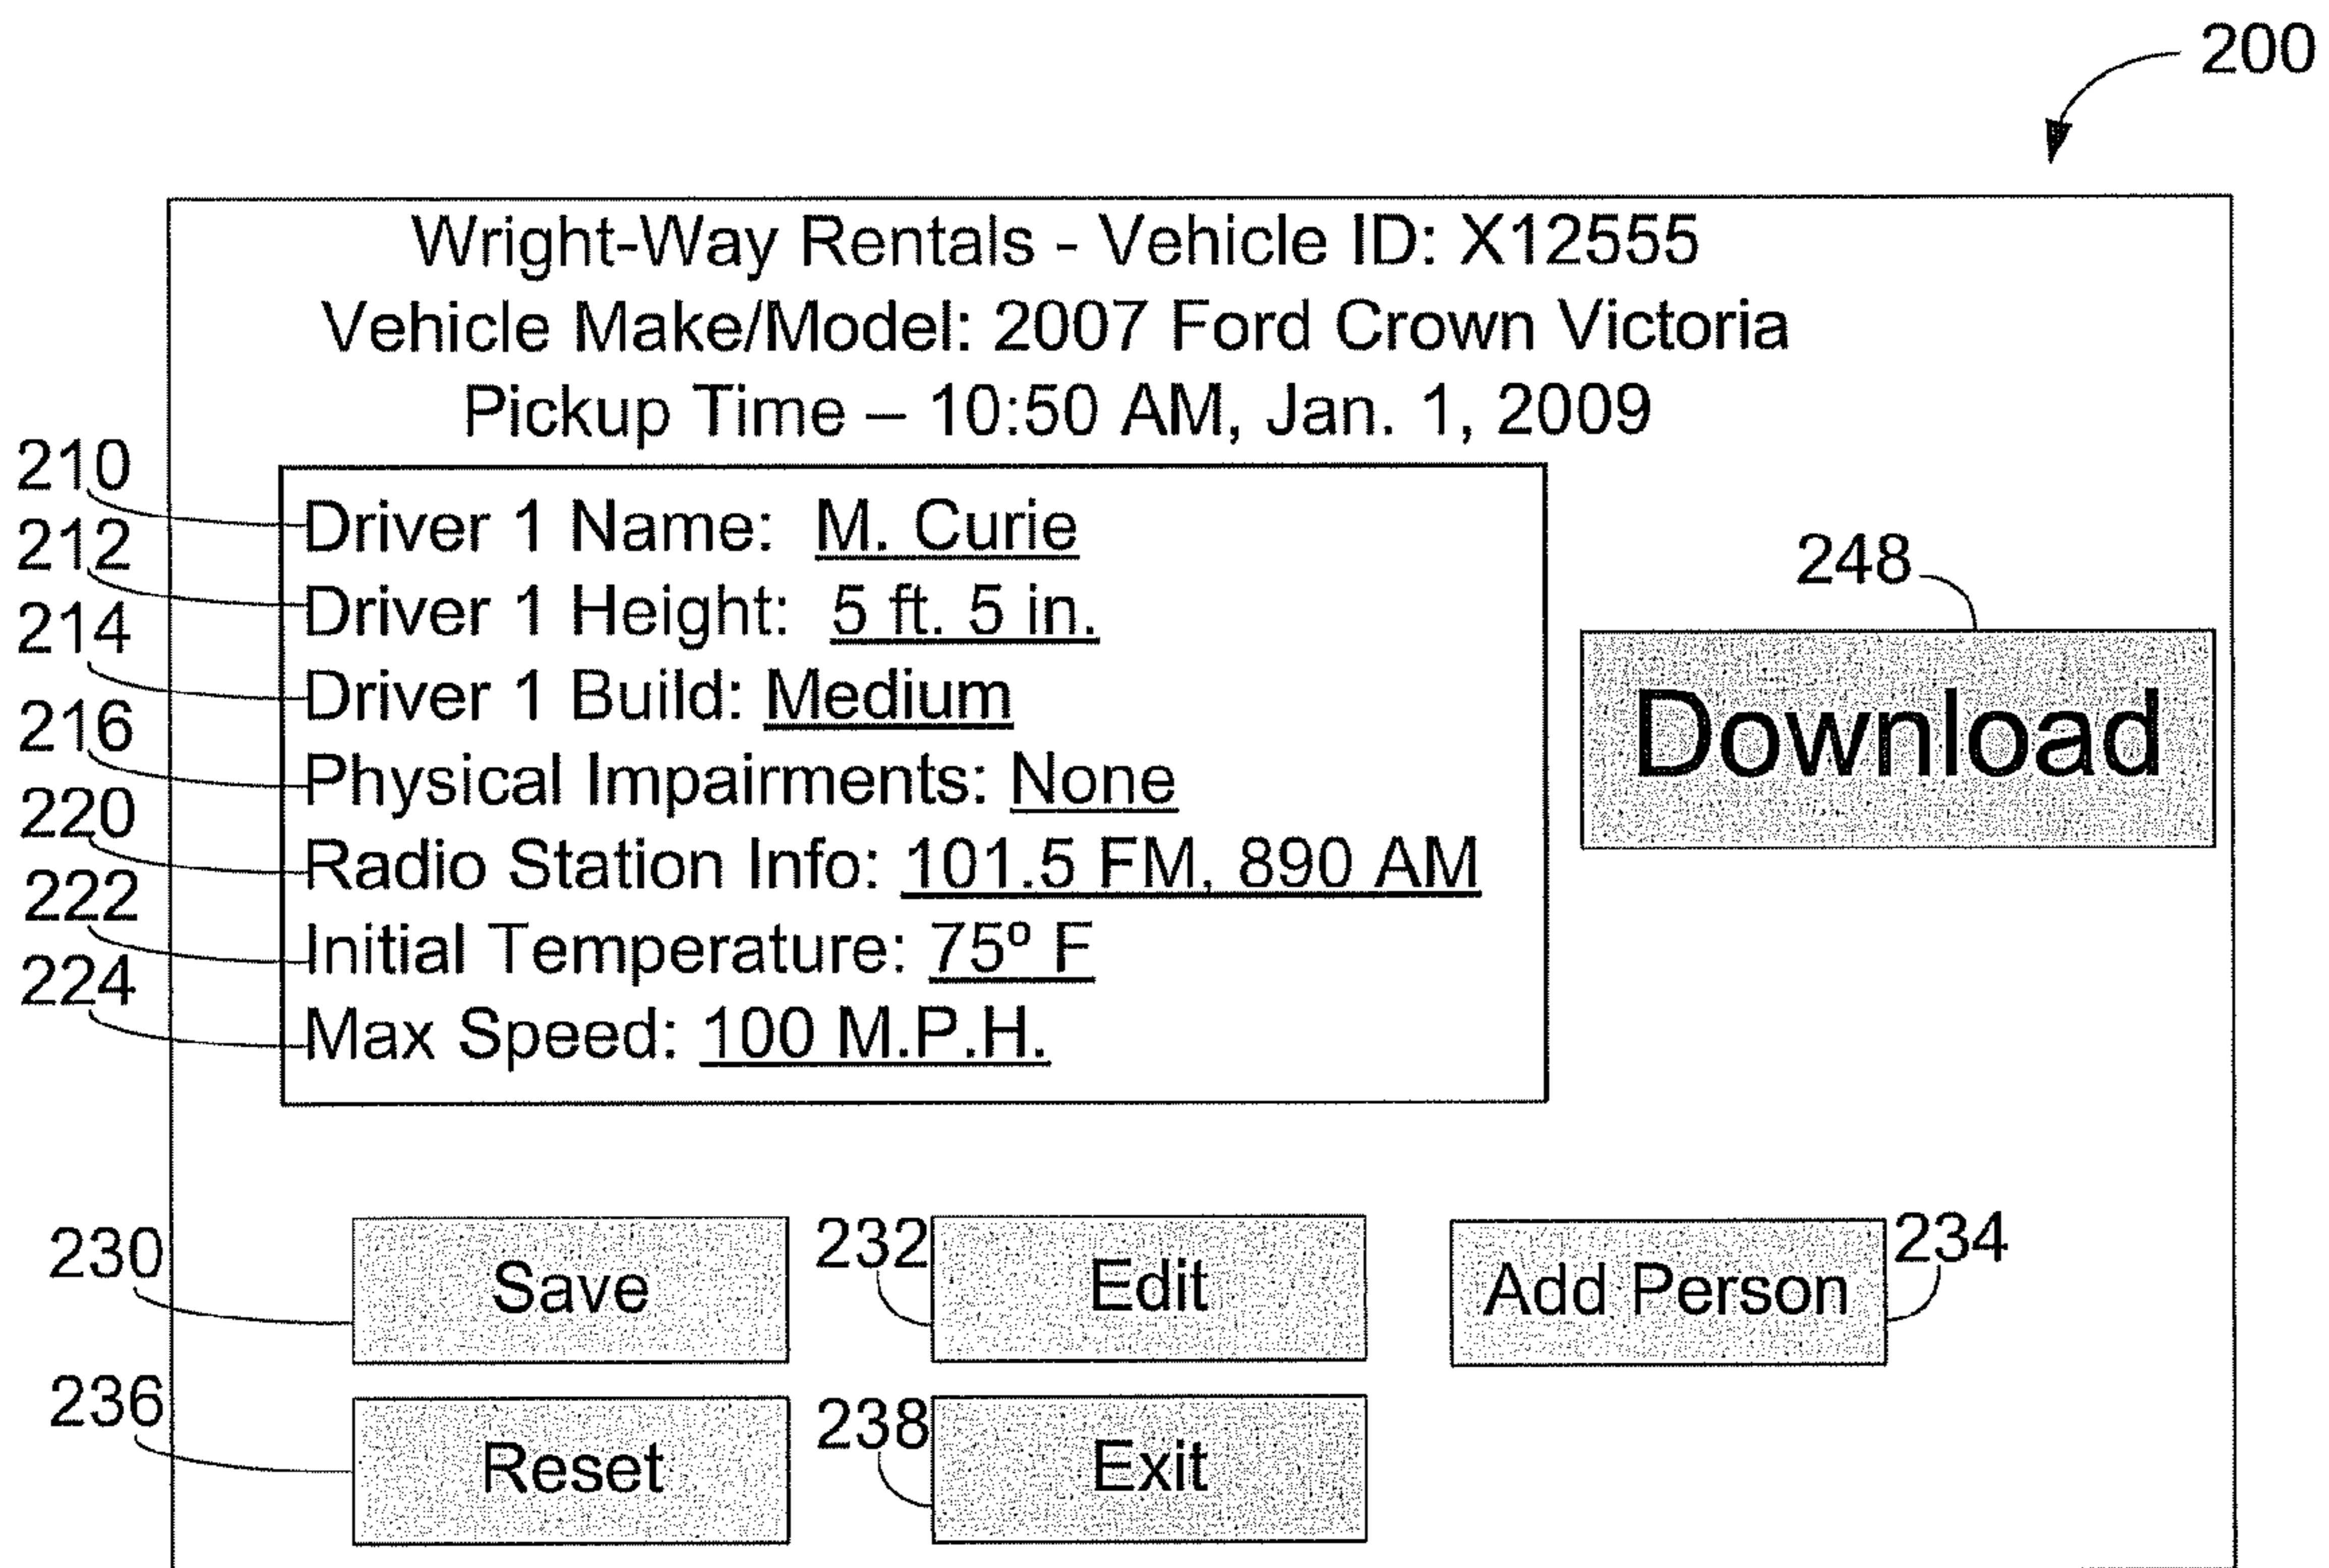 200
Wright-Way Rentals - Vehicle ID: X12555
Vehicle Make/Model: 2007 Ford Crown Victoria
Pickup Time – 10:50 AM, Jan. 1, 2009
210
Driver 1 Name: M. Curie
212
Driver 1 Height: 5 ft. 5 in.
248
214
Driver 1 Build: Medium
Download
216
Physical Impairments: None
220
Radio Station Info: 101.5 FM, 890 AM
222
Initial Temperature: 75º F
224
Max Speed: 100 M.P.H.
230
Save
232
Edit
Add Person
234
236
Reset
238
Exit